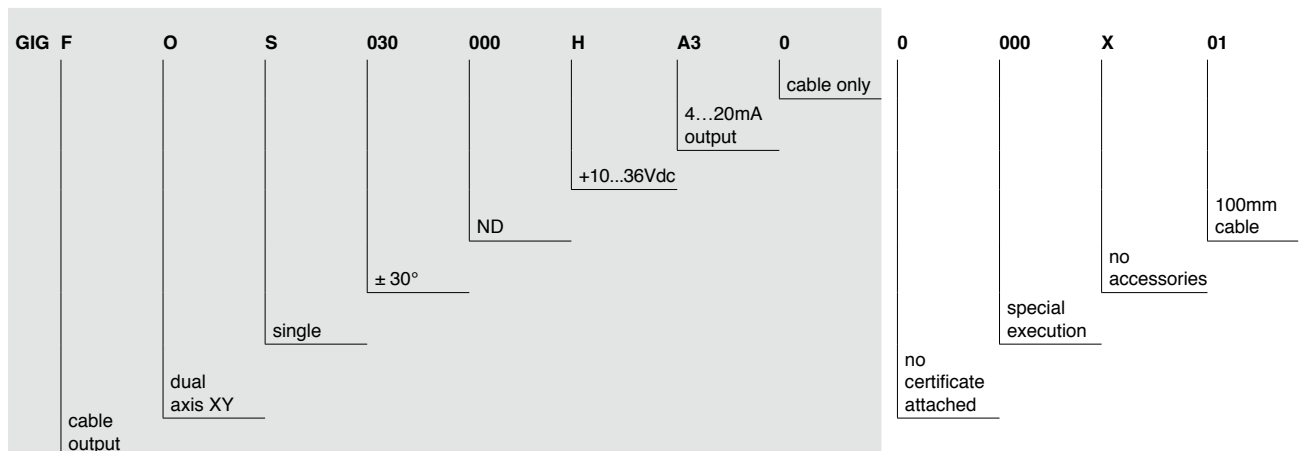 GIG F O S 030 000 H A3 0 0 000 X 01
cable only
4…20mA
output
+10...36Vdc
100mm
cable
ND
no
accessories
± 30°
special
execution
single
no
certificate
attached
dual
axis XY
cable
output